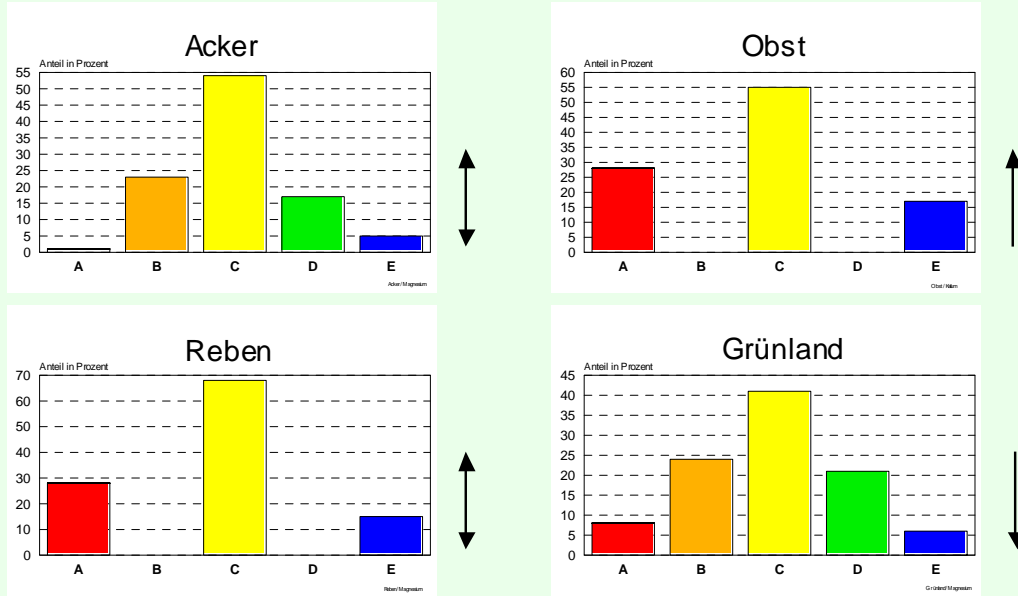 Acker
Anteil in Prozent
55
50
45
40
35
30
25
20
15
10
5
0
A B C D E
Acker/Magnesium
Obst
Anteil in Prozent
60
55
50
45
40
35
30
25
20
15
10
5
0
A B C D E
Obst/Kalium
Reben
Anteil in Prozent
70
60
50
40
30
20
10
0
A B C D E
Reben/Magnesium
Grünland
Anteil in Prozent
45
40
35
30
25
20
15
10
5
0
A B C D E
Grünland/Magnesium